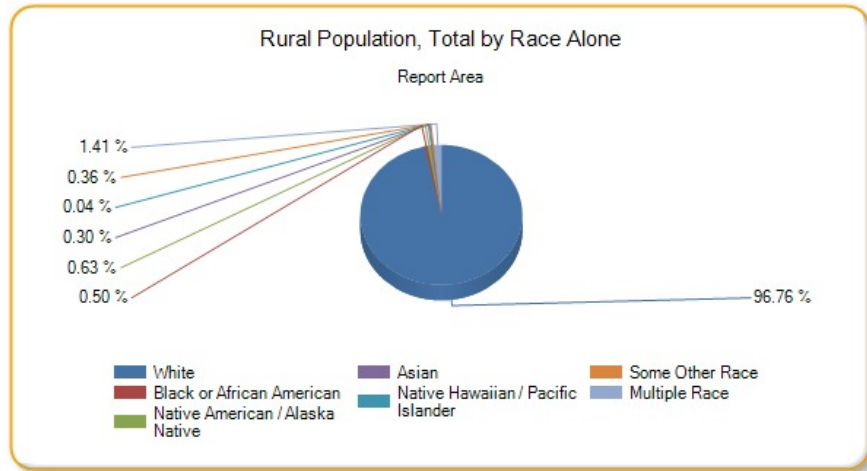 Rural Population, Total by Race Alone
Report Area
1.41 %
0.36 %
0.04 %
0.30 %
0.63 %
0.50 %
96.76 %
White
Black or African American
Native American / Alaska
Native
Asian
Native Hawaiian / Pacific
Islander
Some Other Race
Multiple Race